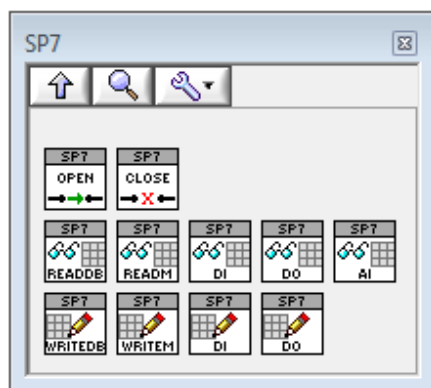 SP7
SP7 SP7
OPEN CLOSE
SP7 SP7 SP7 SP7 SP7
READDB READM DI DO AI
SP7 SP7 SP7 SP7
WRITEDB WRITEM DI DO